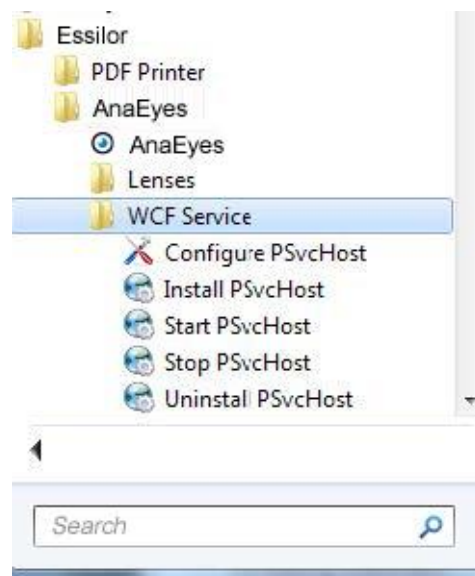 Essilor
PDF Printer
AnaEyes
AnaEyes
Lenses
WCF Service
Configure PSvcHost
Install PSvcHost
Start PSvcHost
Stop PSvcHost
Uninstall PSvcHost
Search